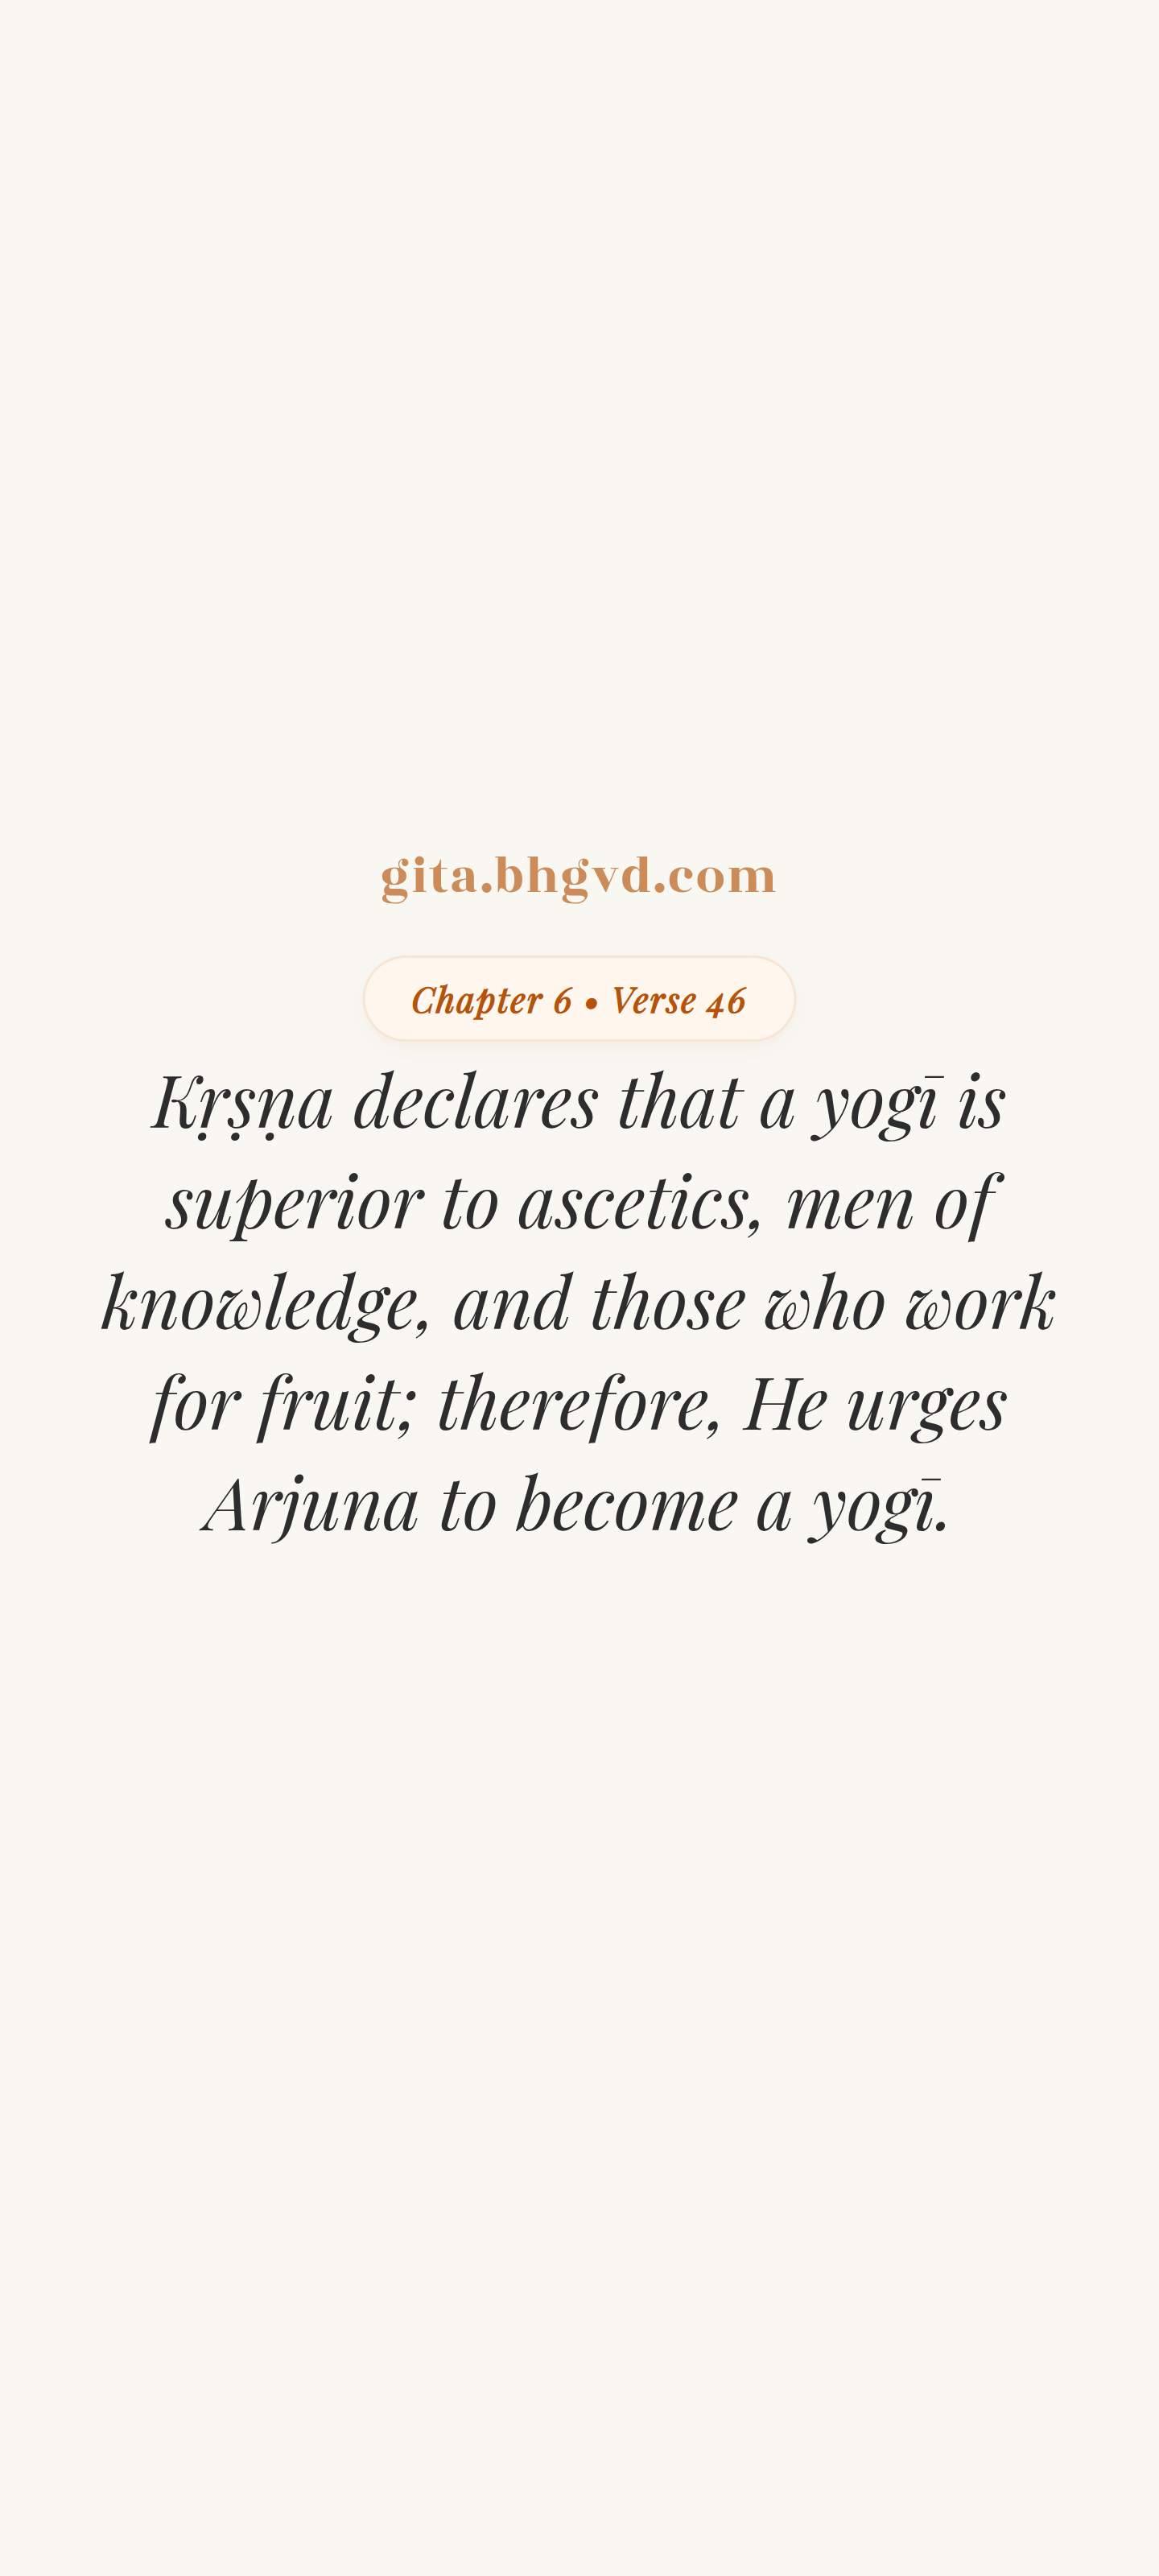 gita.bhgvd.com
Chapter 6 • Verse 46
Kṛṣṇa declares that a yogī is
superior to ascetics, men of
knowledge, and those who work
for fruit; therefore, He urges
Arjuna to become a yogī.